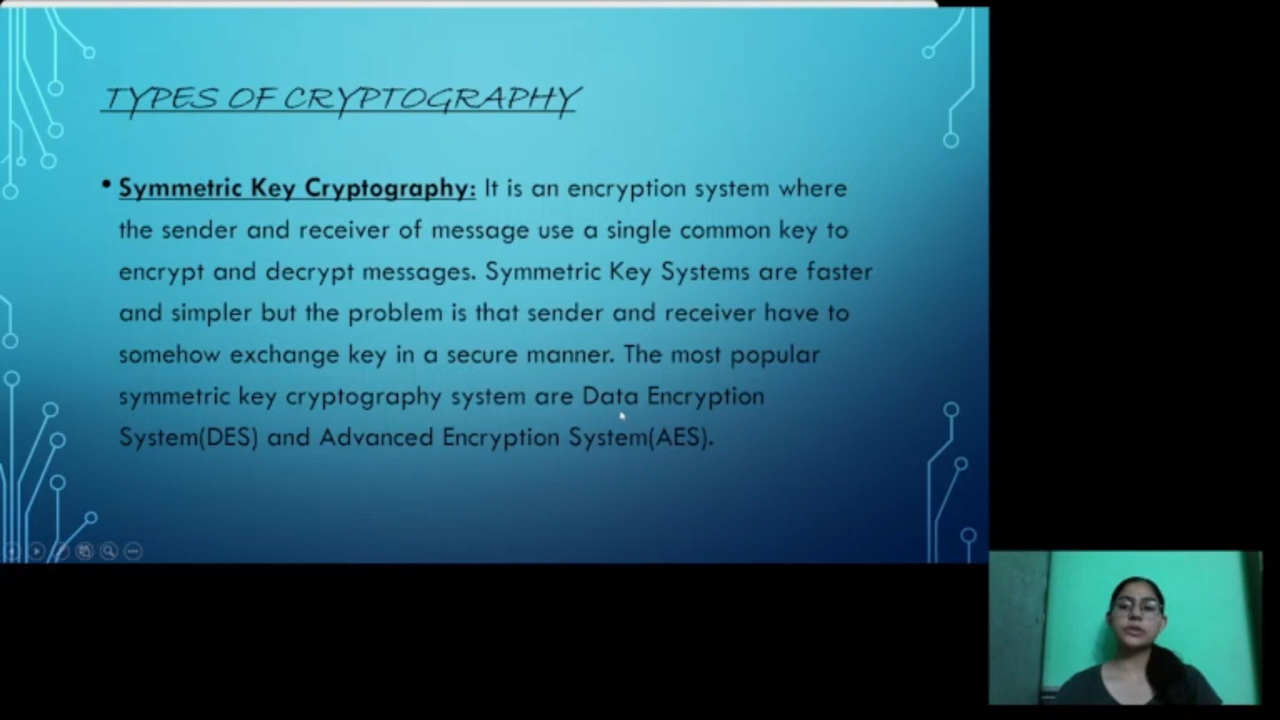 TYPES OF CRYPTOGRAPHY
• Symmetric Key Cryptography: It is an encryption system where
the sender and receiver of message use a single common key to
encrypt and decrypt messages. Symmetric Key Systems are faster
and simpler but the problem is that sender and receiver have to
somehow exchange key in a secure manner. The most popular
symmetric key cryptography system are Data Encryption
System(DES) and Advanced Encryption System(AES).